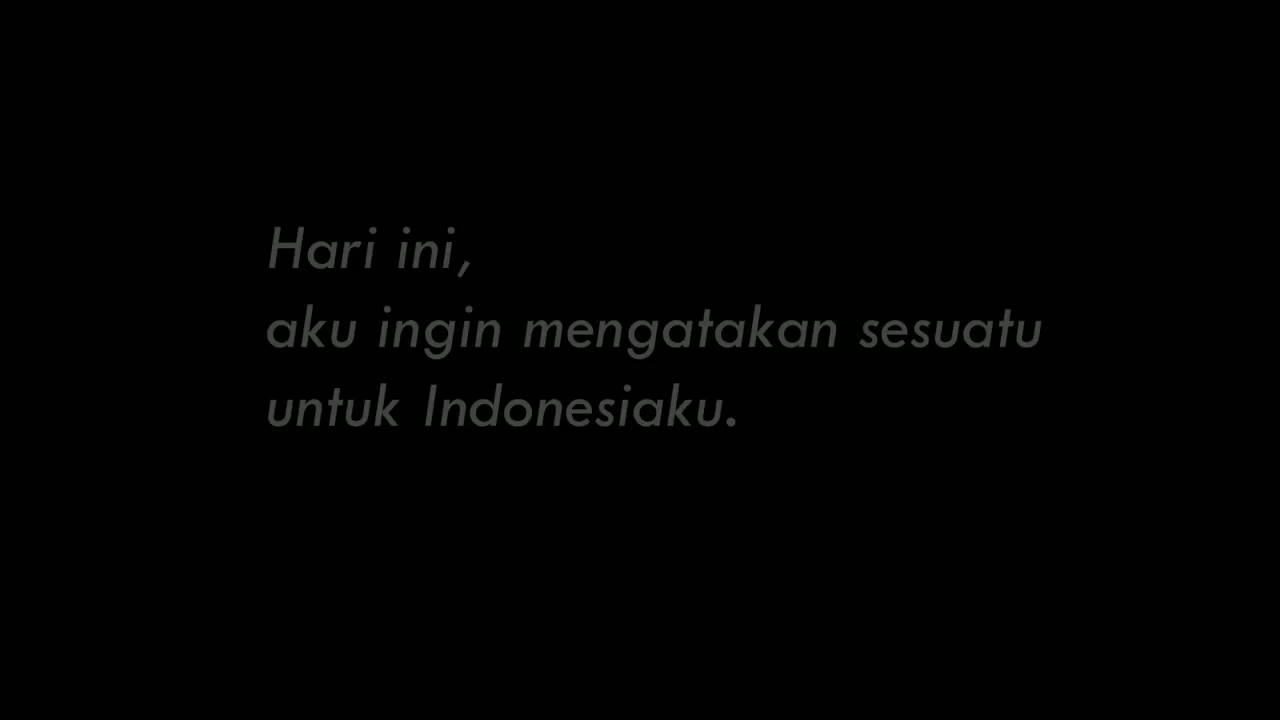 Hari ini,
aku ingin mengatakan sesuatu
untuk Indonesiaku.